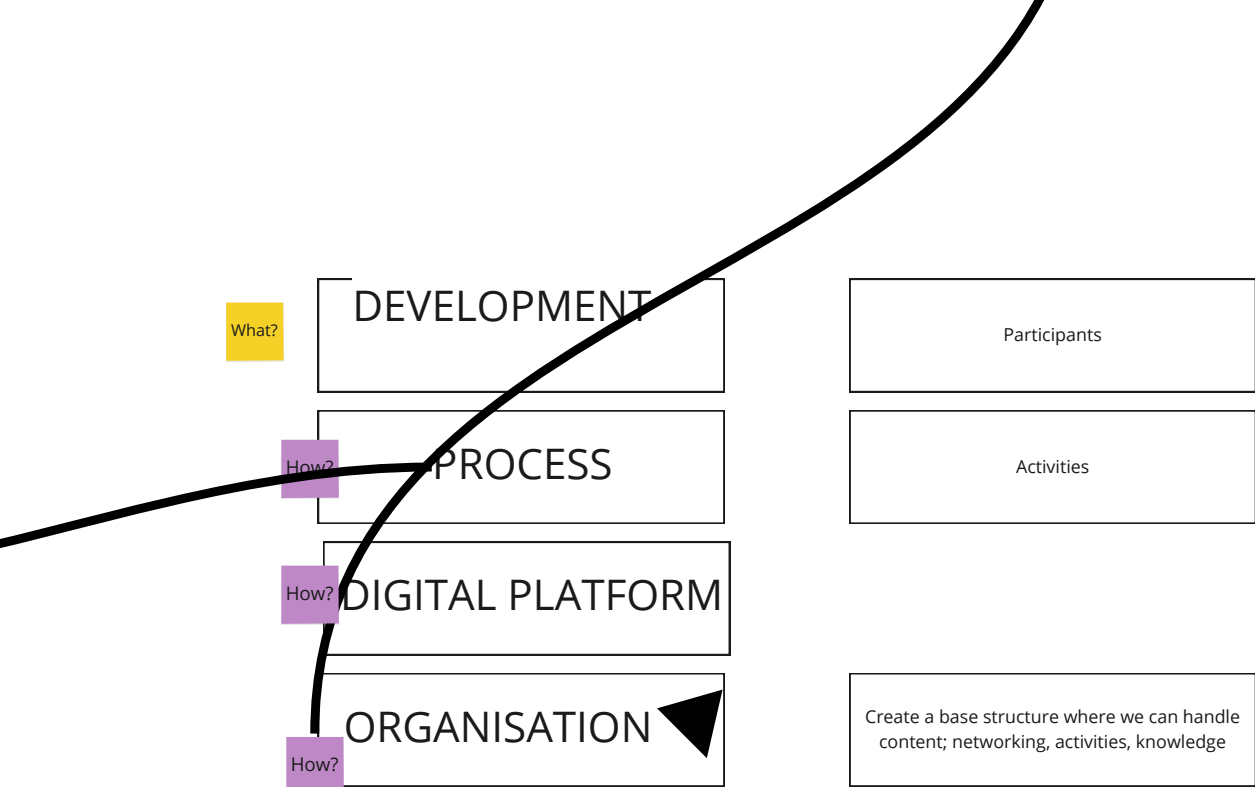 What?
DEVELOPMENT
Participants
How?
PROCESS
Activities
How?
DIGITAL PLATFORM
How?
ORGANISATION
Create a base structure where we can handle
content; networking, activities, knowledge